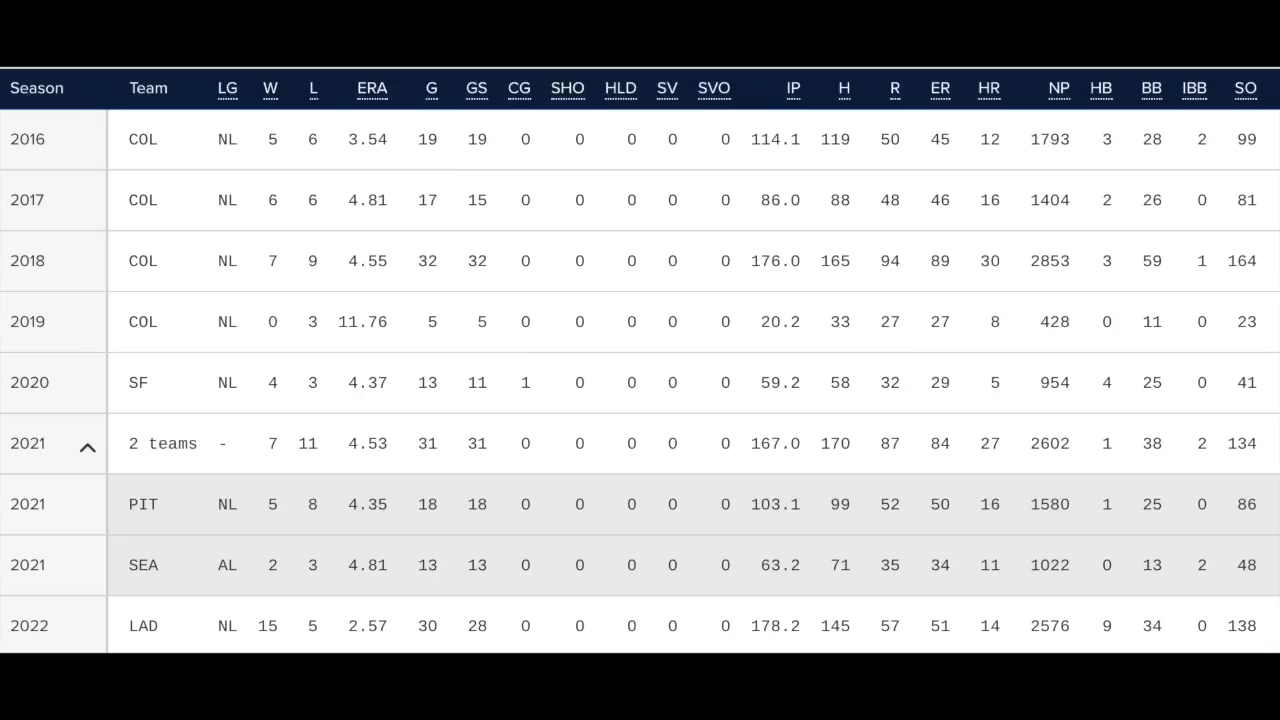 Season Team LG W L ERA G GS CG SHO HLD SV SVO IP H R ER HR NP HB BB IBB SO
2016 COL NL 5 6 3.54 19 19 0 0 0 0 0 114.1 119 50 45 12 1793 3 28 2 99
2017 COL NL 6 6 4.81 17 15 0 0 0 0 0 86.0 88 48 46 16 1404 2 26 0 81
2018 COL NL 7 9 4.55 32 32 0 0 0 0 0 176.0 165 94 89 30 2853 3 59 1 164
2019 COL NL 0 3 11.76 5 5 0 0 0 0 0 20.2 33 27 27 8 428 0 11 0 23
2020 SF NL 4 3 4.37 13 11 1 0 0 0 0 59.2 58 32 29 5 954 4 25 0 41
2021 2 teams - 7 11 4.53 31 31 0 0 0 0 0 167.0 170 87 84 27 2602 1 38 2 134
2021 PIT NL 5 8 4.35 18 18 0 0 0 0 0 103.1 99 52 50 16 1580 1 25 0 86
2021 SEA AL 2 3 4.81 13 13 0 0 0 0 0 63.2 71 35 34 11 1022 0 13 2 48
2022 LAD NL 15 5 2.57 30 28 0 0 0 0 0 178.2 145 57 51 14 2576 9 34 0 138